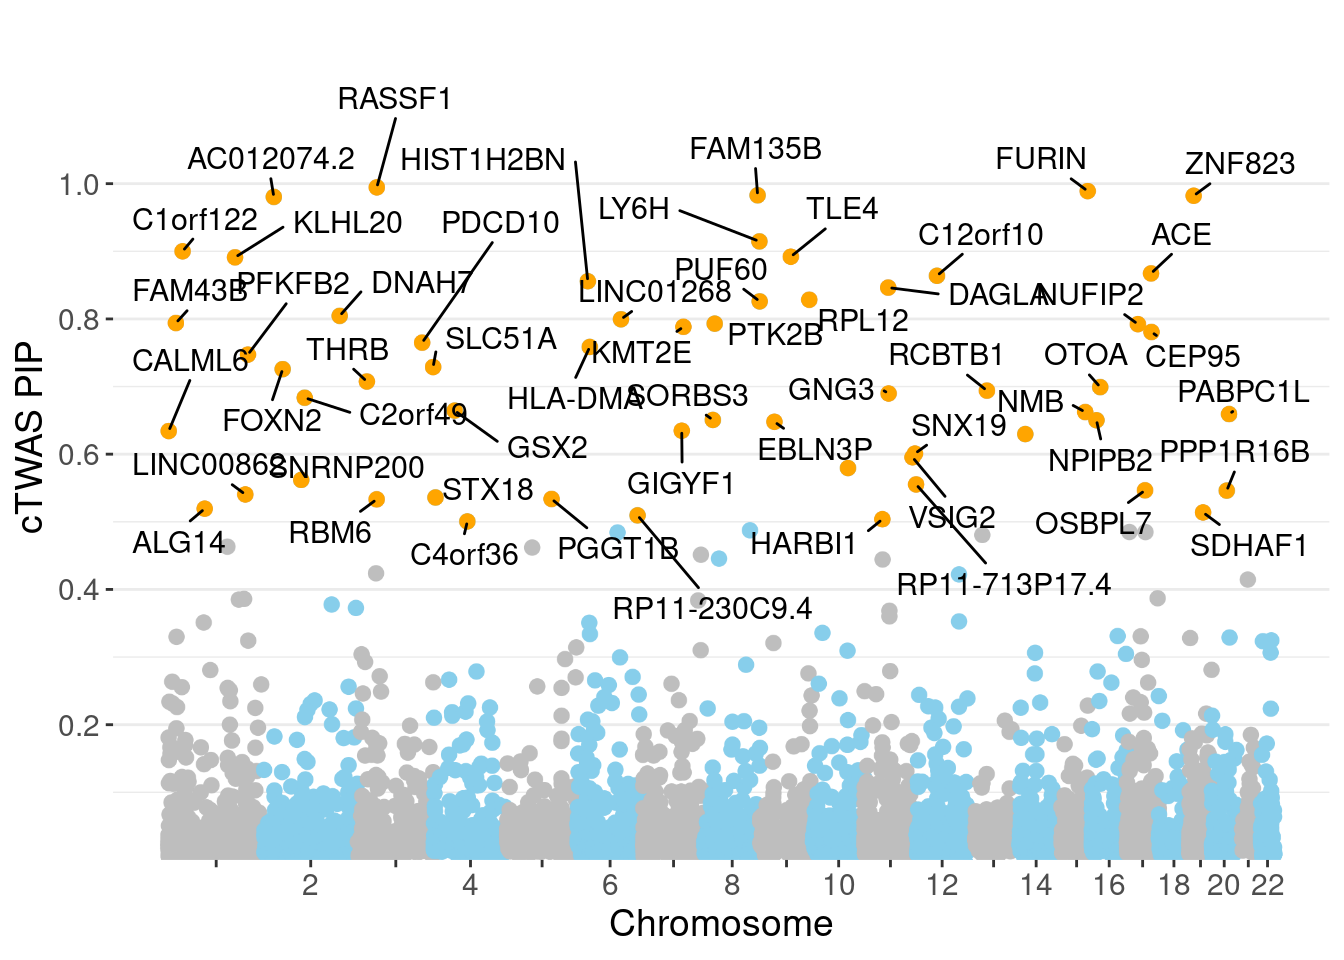 RASSF1
AC012074.2
HIST1H2BN
FAM135B
FURIN
ZNF823
1.0
C1orf122
KLHL20
PDCD10
LY6H
TLE4
C12orf10
ACE
FAM43B
PFKFB2
DNAH7
LINC01268
PUF60
DAGLA
NUFIP2
0.8
CALML6
THRB
SLC51A
KMT2E
PTK2B
RPL12
RCBTB1
OTOA
CEP95
FOXN2
C2orf49
HLA-DMA
SORBS3
GNG3
NMB
PABPC1L
GSX2
EBLN3P
SNX19
0.6
LINC00862
SNRNP200
STX18
GIGYF1
NPIPB2
PPP1R16B
ALG14
RBM6
C4orf36
PGGT1B
HARBI1
VSIG2
OSBPL7
SDHAF1
0.4
RP11-230C9.4
RP11-713P17.4
0.2
cTWAS PIP
2 4 6 8 10 12 14 16 18 20 22
Chromosome